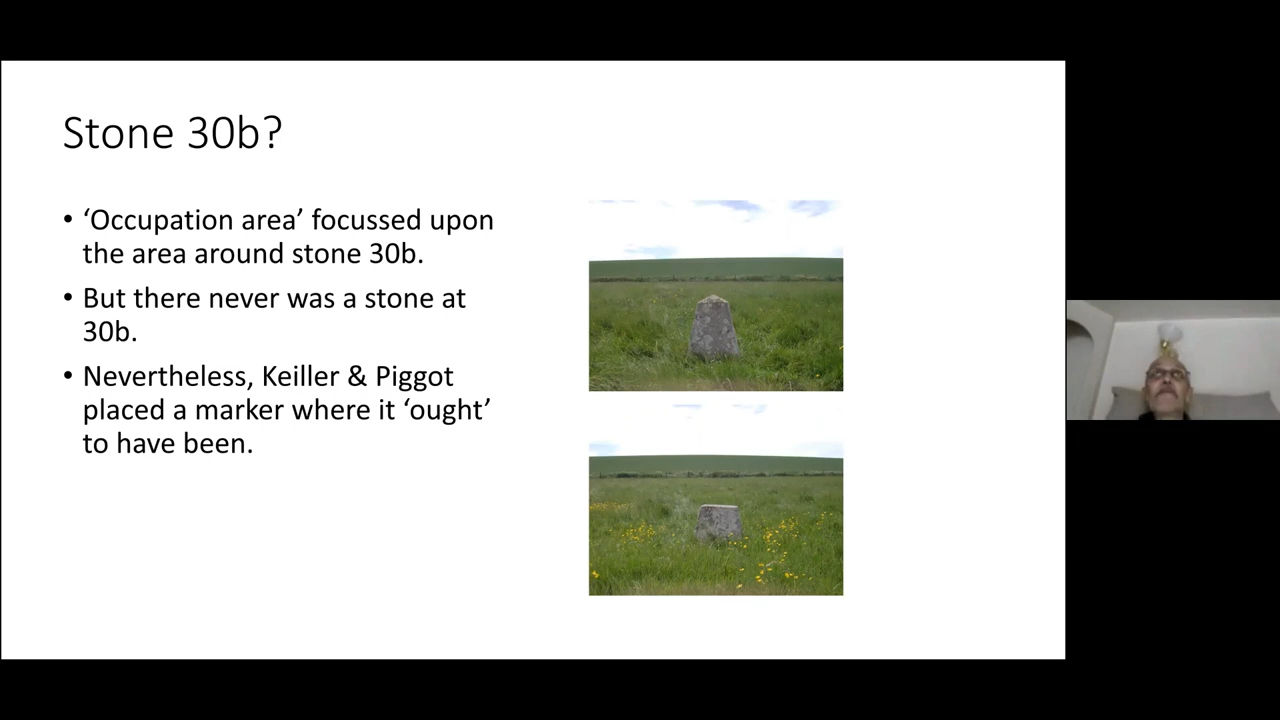 Stone 30b?
• ‘Occupation area’ focussed upon
the area around stone 30b.
• But there never was a stone at
30b.
• Nevertheless, Keiller & Piggot
placed a marker where it ‘ought’
to have been.